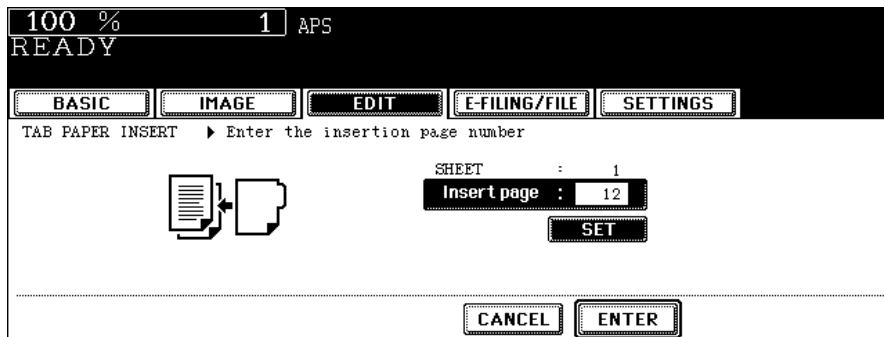 100 % 1 APS
READY
BASIC IMAGE EDIT E-FILING/FILE SETTINGS
TAB PAPER INSERT ▶ Enter the insertion page number
SHEET : 1
Insert page : 12
SET
CANCEL ENTER